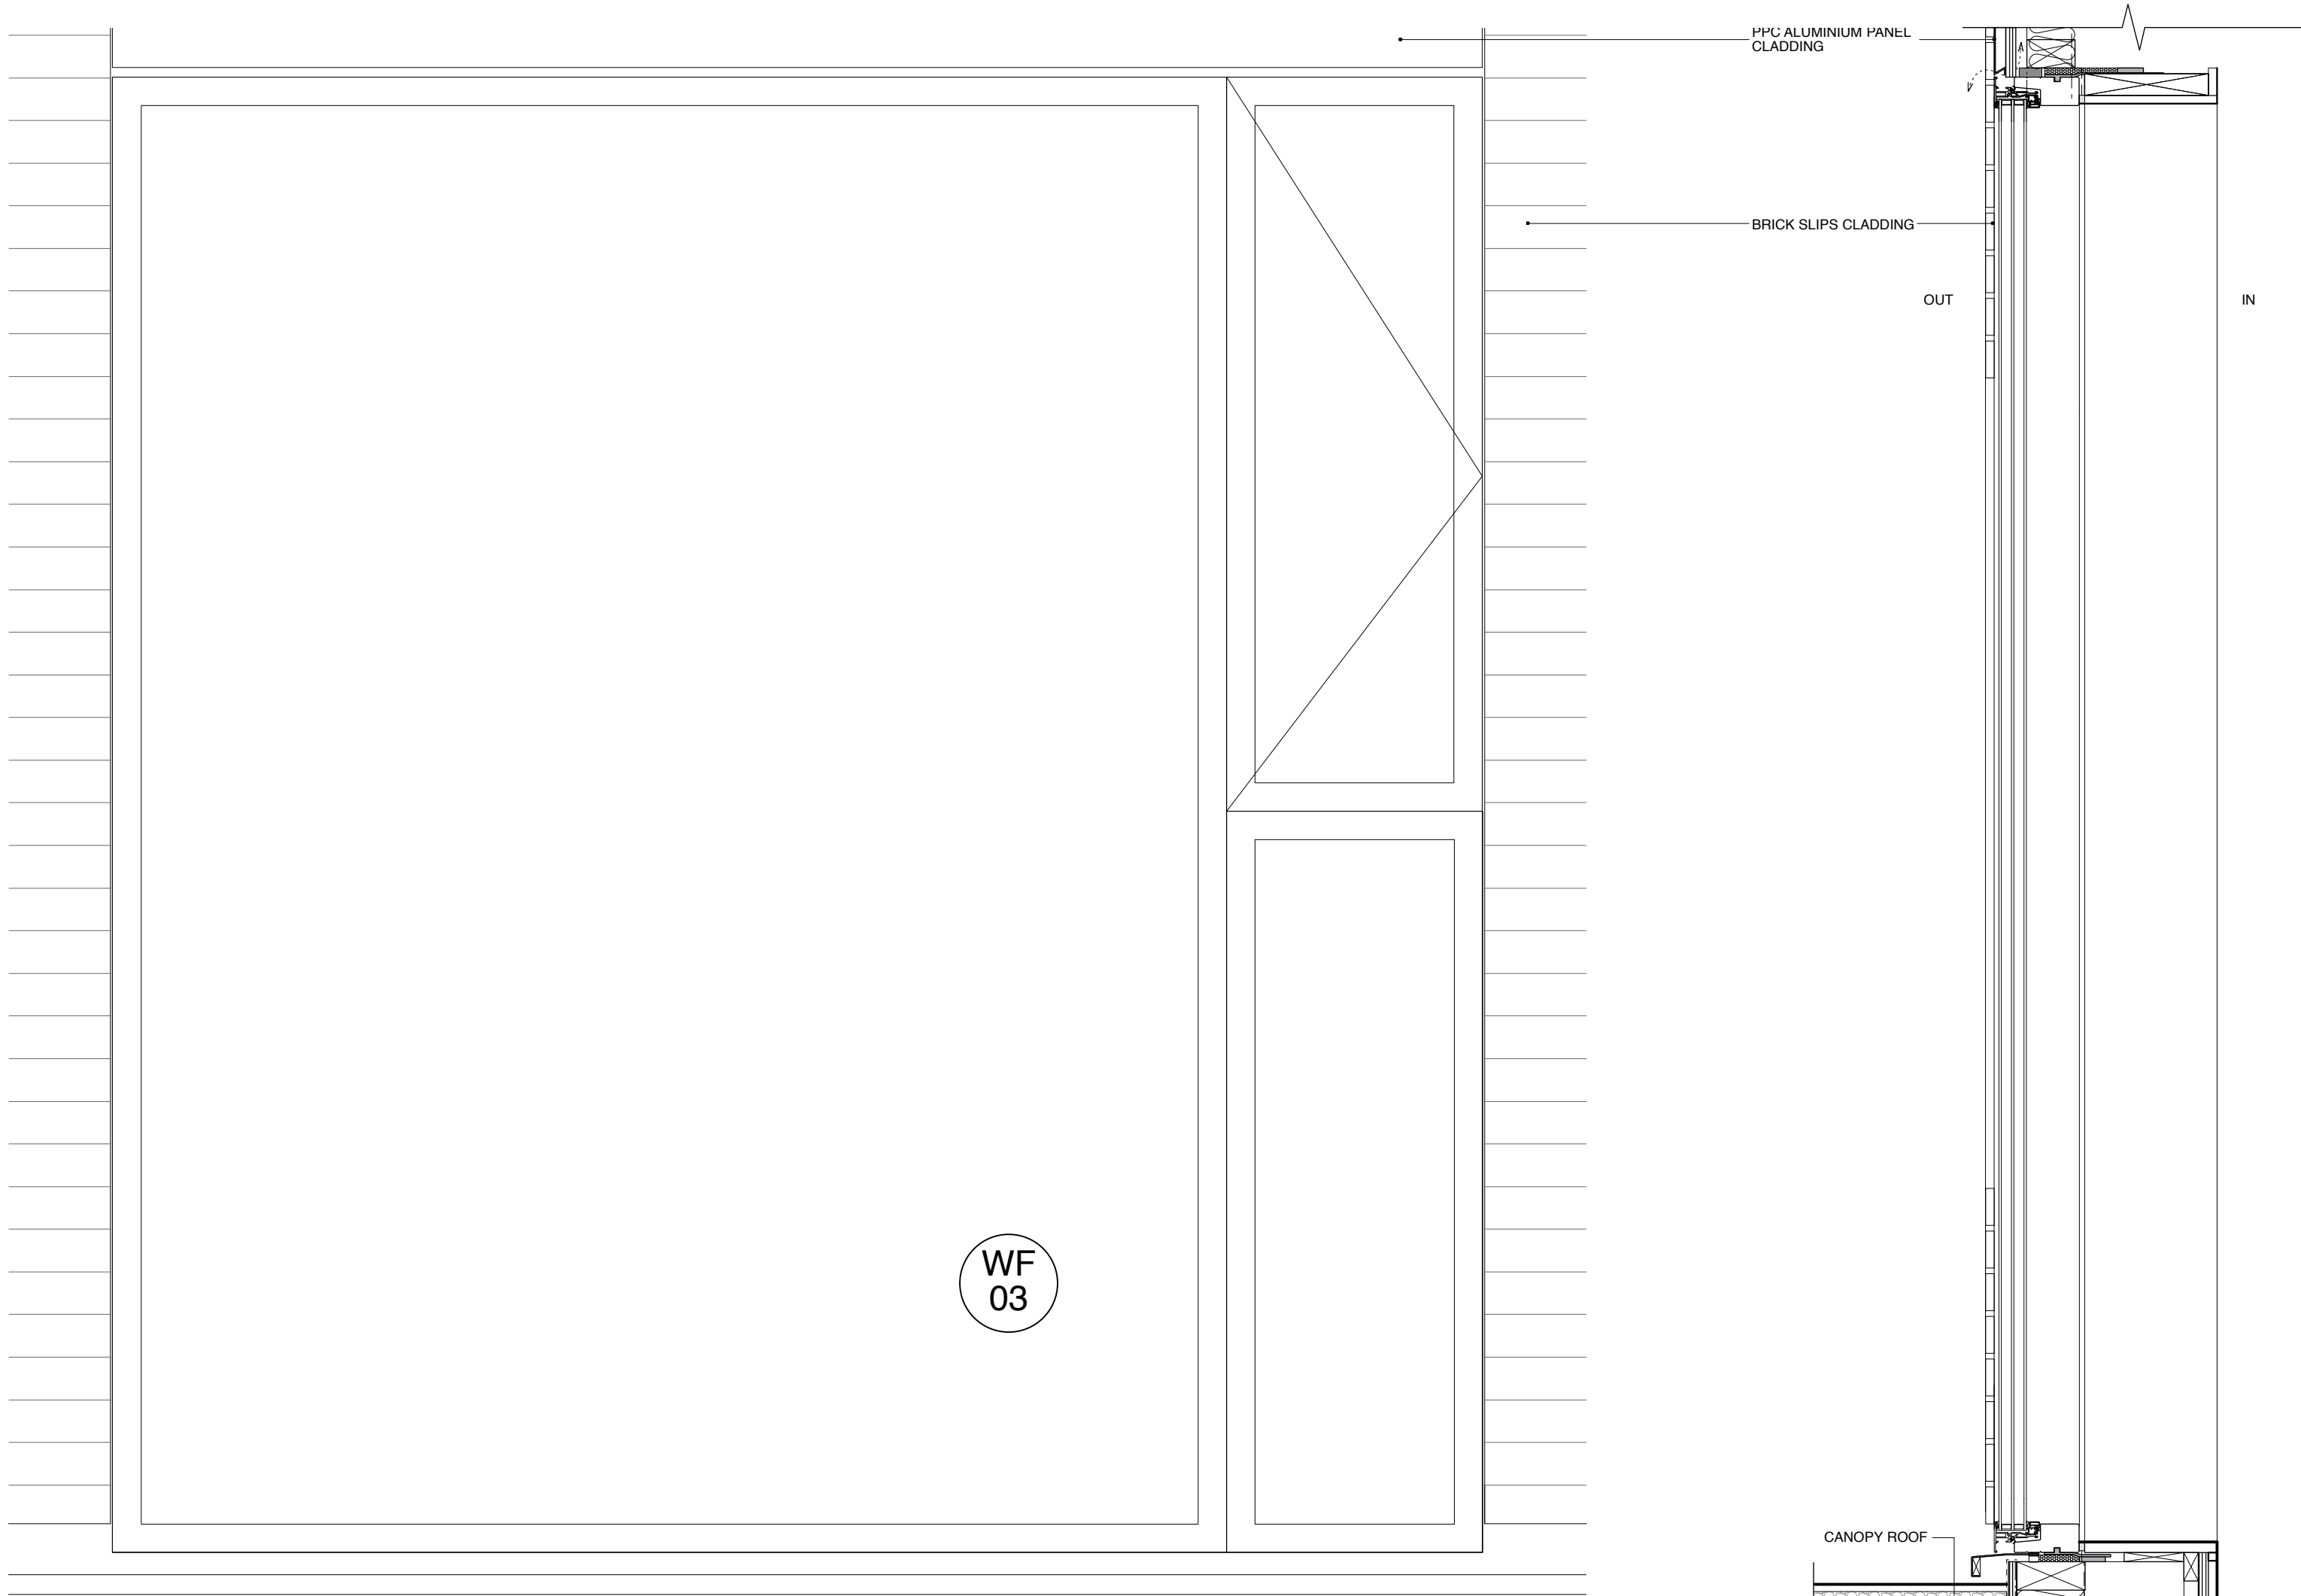 PPC ALUMINIUM PANEL
CLADDING
BRICK SLIPS CLADDING
OUT
IN
WF
03
CANOPY ROOF